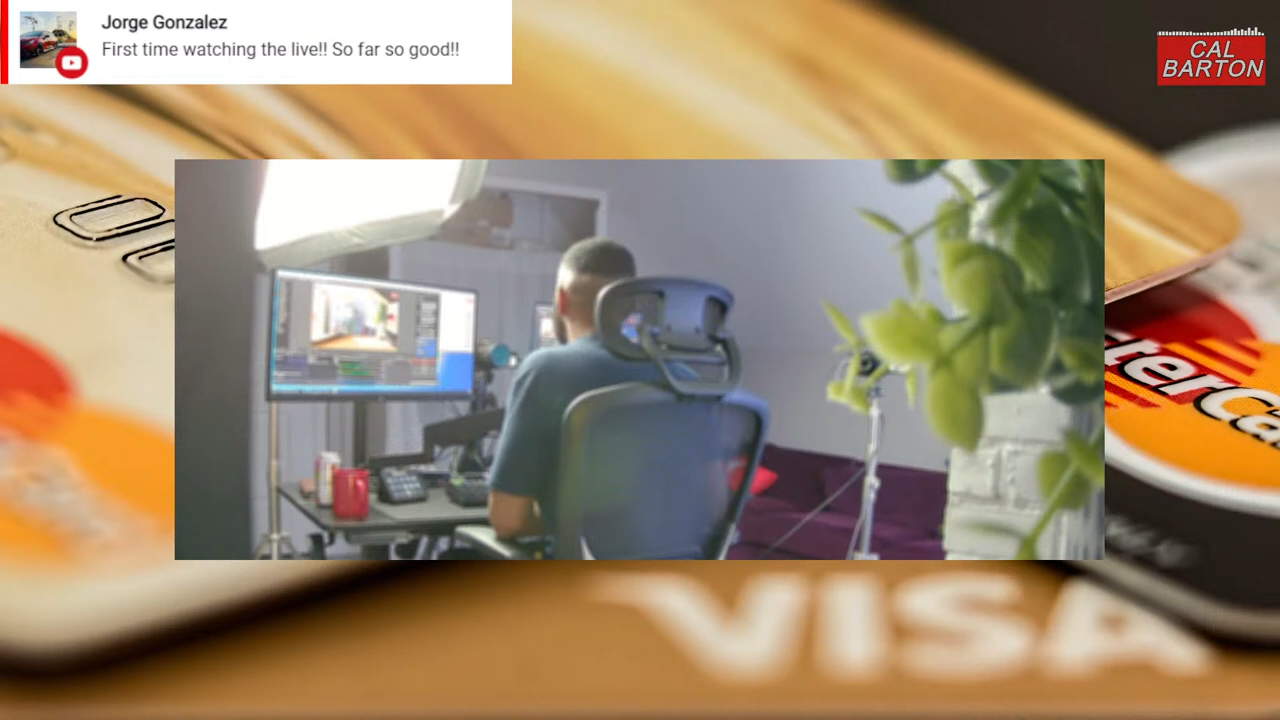 Jorge Gonzalez
First time watching the live!! So far so good!!
CAL
BARTON
VISA